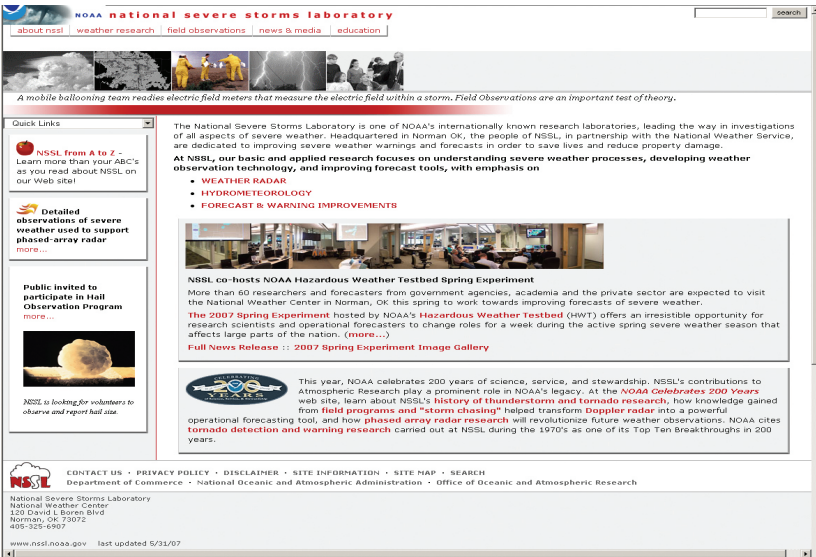 NOAA national severe storms laboratory
search
about nssl | weather research | field observations | news & media | education
A mobile ballooning team readies electric field meters that measure the electric field within a storm. Field Observations are an important test of theory.
Quick Links
NSSL from A to Z -
Learn more than your ABC's
as you read about NSSL on
our Web site!
Detailed
observations of severe
weather used to support
phased-array radar
more...
Public invited to
participate in Hail
Observation Program
more...
NSSL is looking for volunteers to
observe and report hail size.
The National Severe Storms Laboratory is one of NOAA's internationally known research laboratories, leading the way in investigations
of all aspects of severe weather. Headquartered in Norman OK, the people of NSSL, in partnership with the National Weather Service,
are dedicated to improving severe weather warnings and forecasts in order to save lives and reduce property damage.
At NSSL, our basic and applied research focuses on understanding severe weather processes, developing weather
observation technology, and improving forecast tools, with emphasis on
• WEATHER RADAR
• HYDROMETEOROLOGY
• FORECAST & WARNING IMPROVEMENTS
NSSL co-hosts NOAA Hazardous Weather Testbed Spring Experiment
More than 60 researchers and forecasters from government agencies, academia and the private sector are expected to visit
the National Weather Center in Norman, OK this spring to work towards improving forecasts of severe weather.
The 2007 Spring Experiment hosted by NOAA's Hazardous Weather Testbed (HWT) offers an irresistible opportunity for
research scientists and operational forecasters to change roles for a week during the active spring severe weather season that
affects large parts of the nation. (more...)
Full News Release :: 2007 Spring Experiment Image Gallery
CELEBRATING
200
YEARS
This year, NOAA celebrates 200 years of science, service, and stewardship. NSSL's contributions to
Atmospheric Research play a prominent role in NOAA's legacy. At the NOAA Celebrates 200 Years
web site, learn about NSSL's history of thunderstorm and tornado research, how knowledge gained
from field programs and "storm chasing" helped transform Doppler radar into a powerful
operational forecasting tool, and how phased array radar research will revolutionize future weather observations. NOAA cites
tornado detection and warning research carried out at NSSL during the 1970's as one of its Top Ten Breakthroughs in 200
years.
NSSL
CONTACT US · PRIVACY POLICY · DISCLAIMER · SITE INFORMATION · SITE MAP · SEARCH
Department of Commerce · National Oceanic and Atmospheric Administration · Office of Oceanic and Atmospheric Research
National Severe Storms Laboratory
National Weather Center
120 David L Boren Blvd
Norman, OK 73072
405-325-6907
www.nssl.noaa.gov last updated 5/31/07